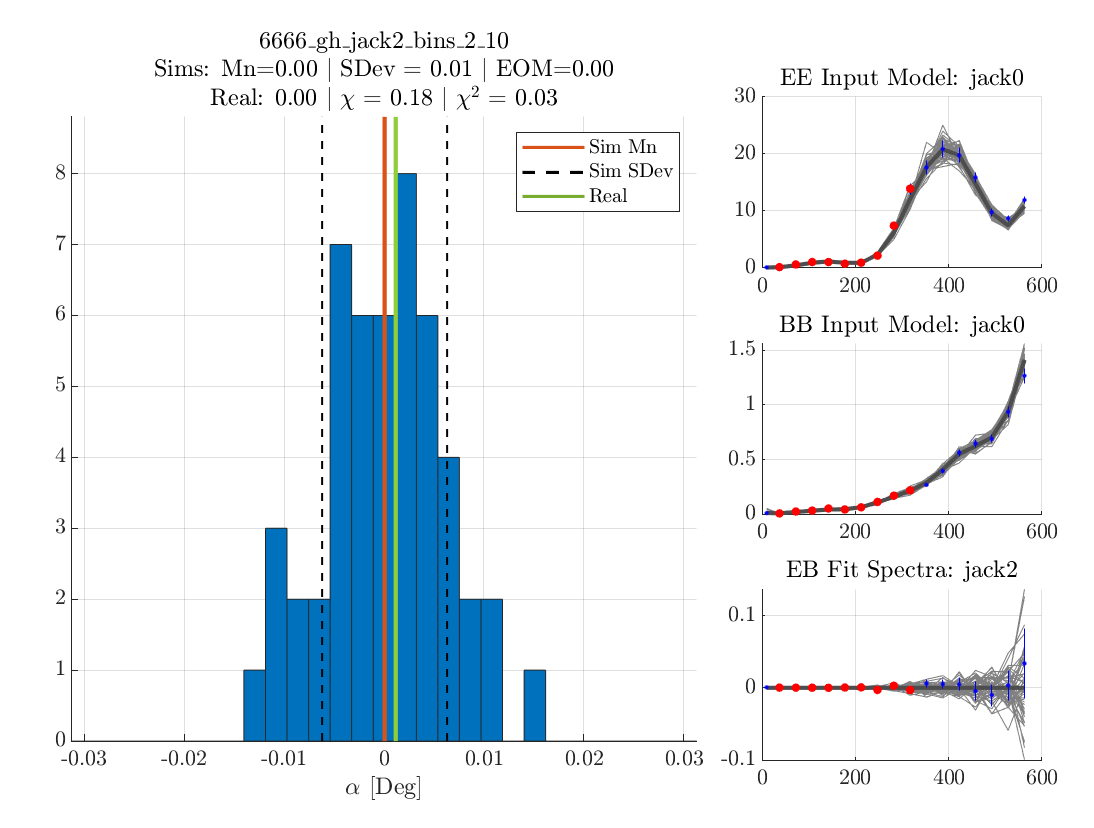 6666_gh_jack2_bins_2_10
Sims: Mn=0.00 | SDev = 0.01 | EOM=0.00
Real: 0.00 | χ = 0.18 | χ² = 0.03
Sim Mn
Sim SDev
Real
8
7
6
5
4
3
2
1
0
-0.03 -0.02 -0.01 0 0.01 0.02 0.03
α [Deg]
EE Input Model: jack0
30
20
10
0
0 200 400 600
BB Input Model: jack0
1.5
1
0.5
0
0 200 400 600
EB Fit Spectra: jack2
0.1
0
-0.1
0 200 400 600